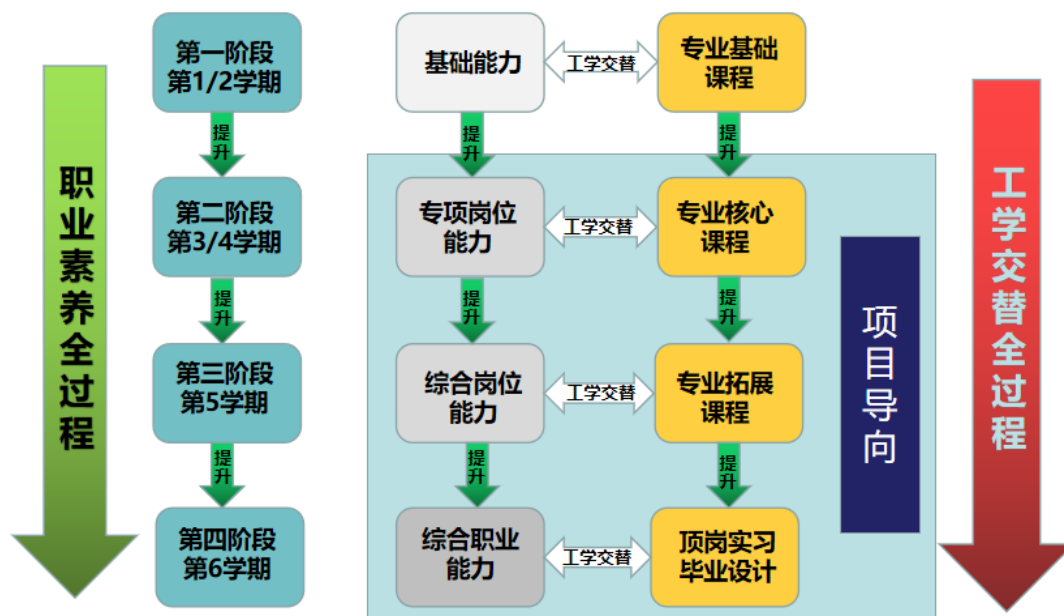 职业素养全过程
第一阶段
第1/2学期
基础能力
工学交替
专业基础
课程
提升
提升
提升
第二阶段
第3/4学期
专项岗位
能力
工学交替
专业核心
课程
提升
提升
提升
第三阶段
第5学期
综合岗位
能力
工学交替
专业拓展
课程
提升
提升
提升
第四阶段
第6学期
综合职业
能力
工学交替
顶岗实习
毕业设计
项目导向
工学交替全过程